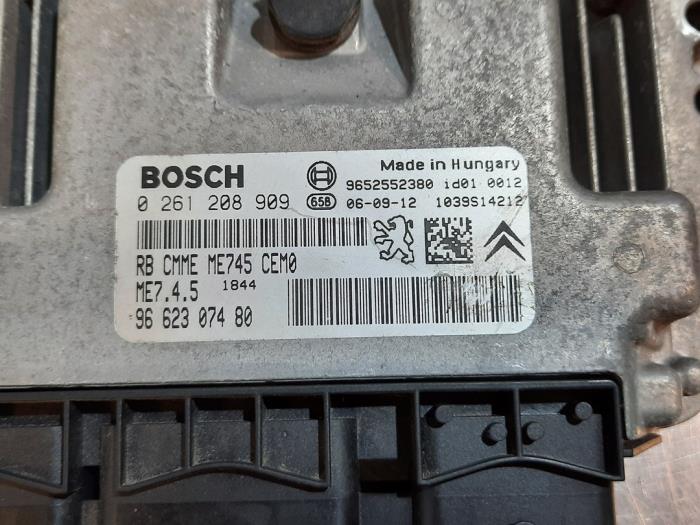 BOSCH
Made in Hungary
9652552380 id01 0012
0 261 208 909 658 06-09-12 1039S14212
RB CMME ME745 CEM0
ME7.4.5 1844
96 623 074 80